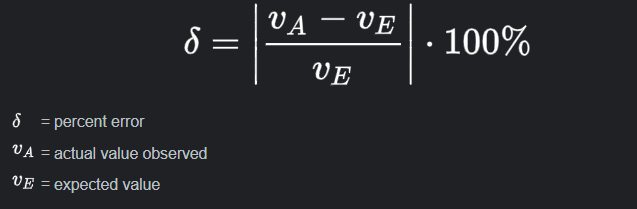 δ = |v_A − v_E / v_E| · 100%
δ = percent error
v_A = actual value observed
v_E = expected value